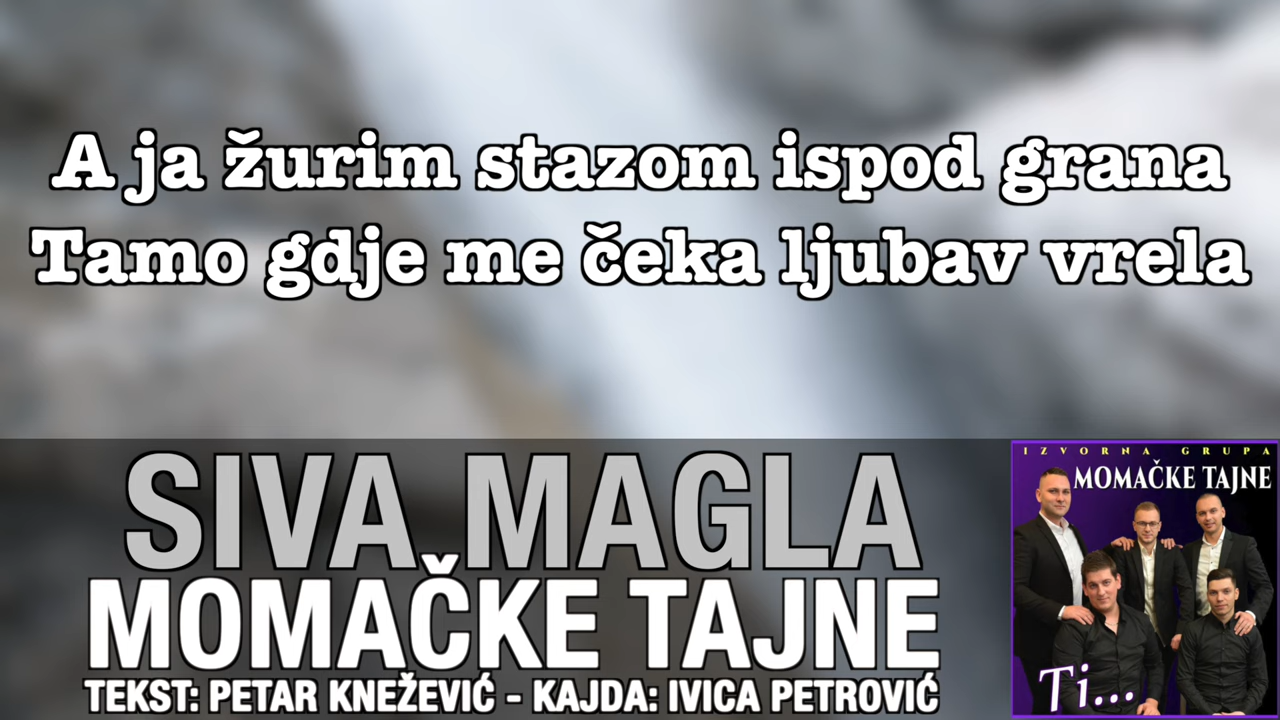 A ja žurim stazom ispod grana
Tamo gdje me čeka ljubav vrela
SIVA MAGLA
MOMAČKE TAJNE
TEKST: PETAR KNEŽEVIĆ - KAJDA: IVICA PETROVIĆ
IZVORNA GRUPA
MOMAČKE TAJNE
Ti...